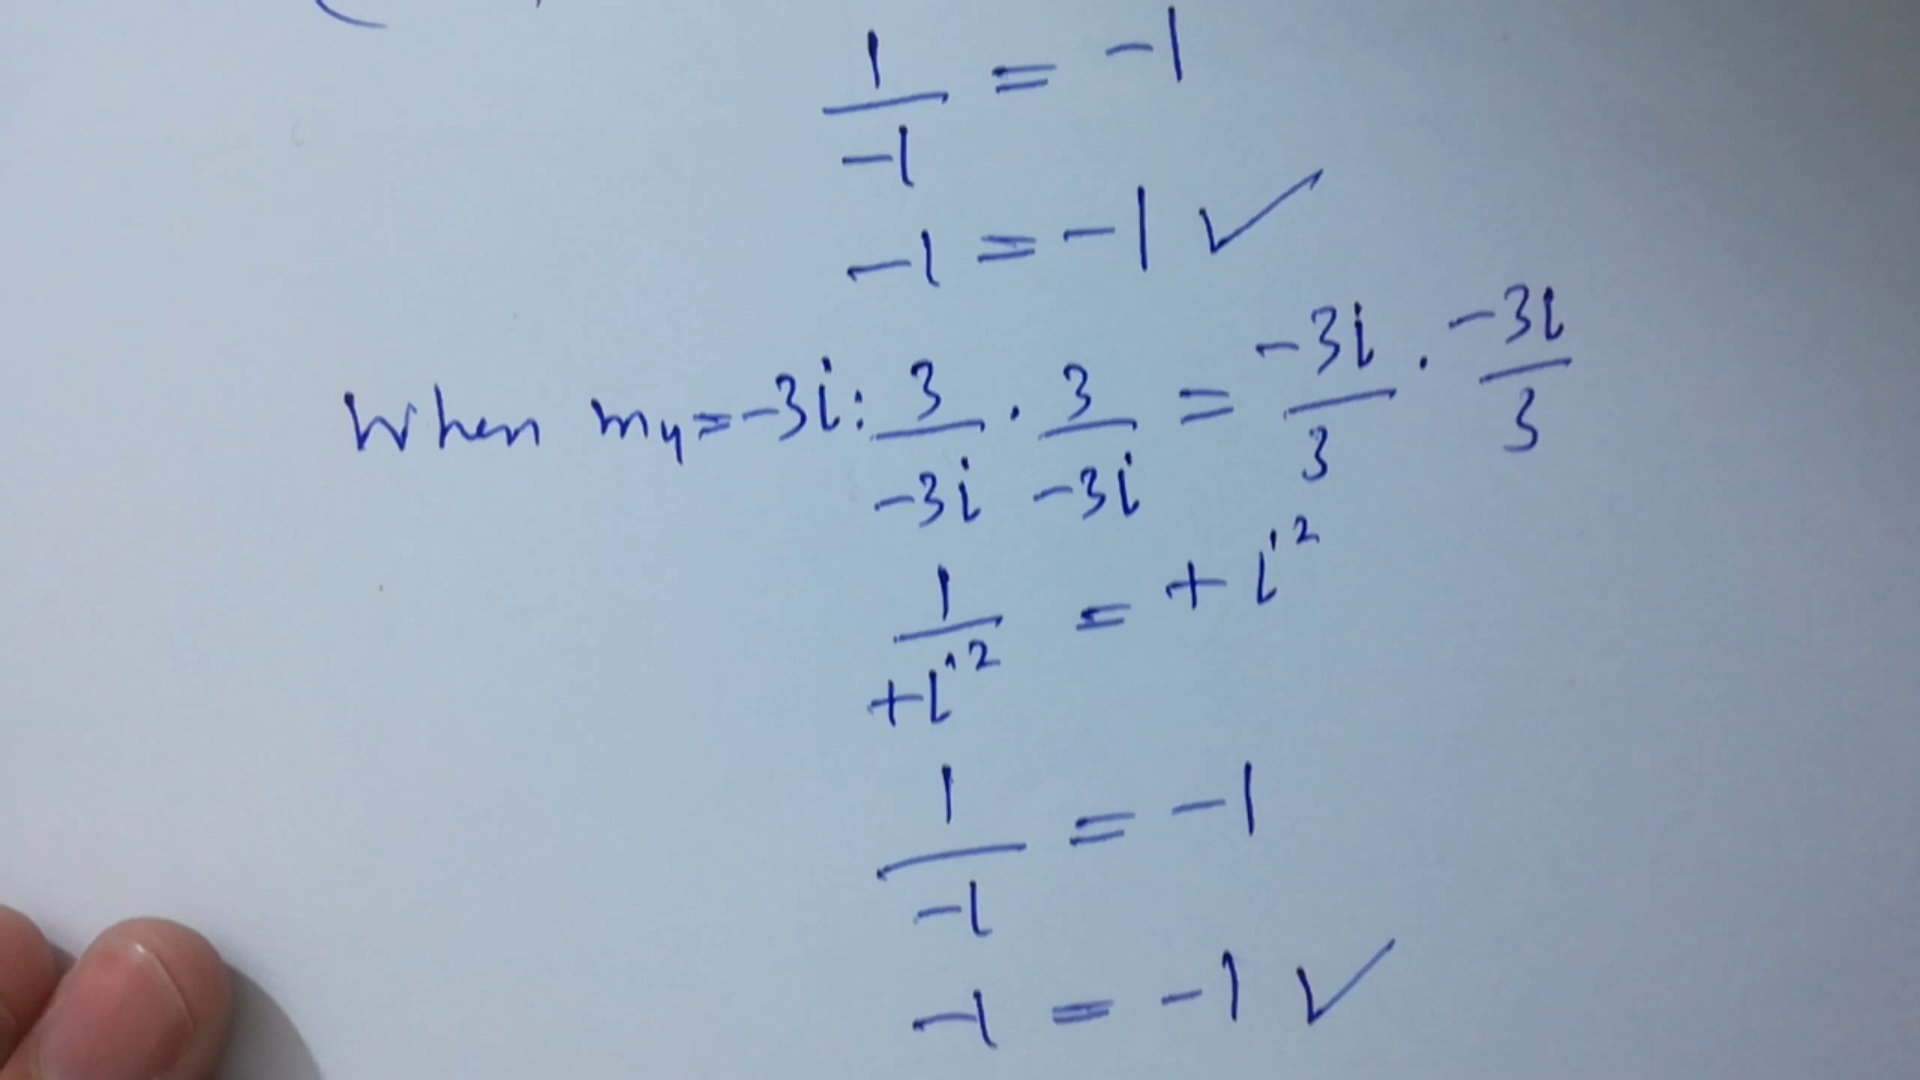 1/-1 = -1
-1 = -1 ✓
When m₄=-3i: 3/-3i · 3/-3i = -3i/3 · -3i/3
1/+i² = +i²
1/-1 = -1
-1 = -1 ✓